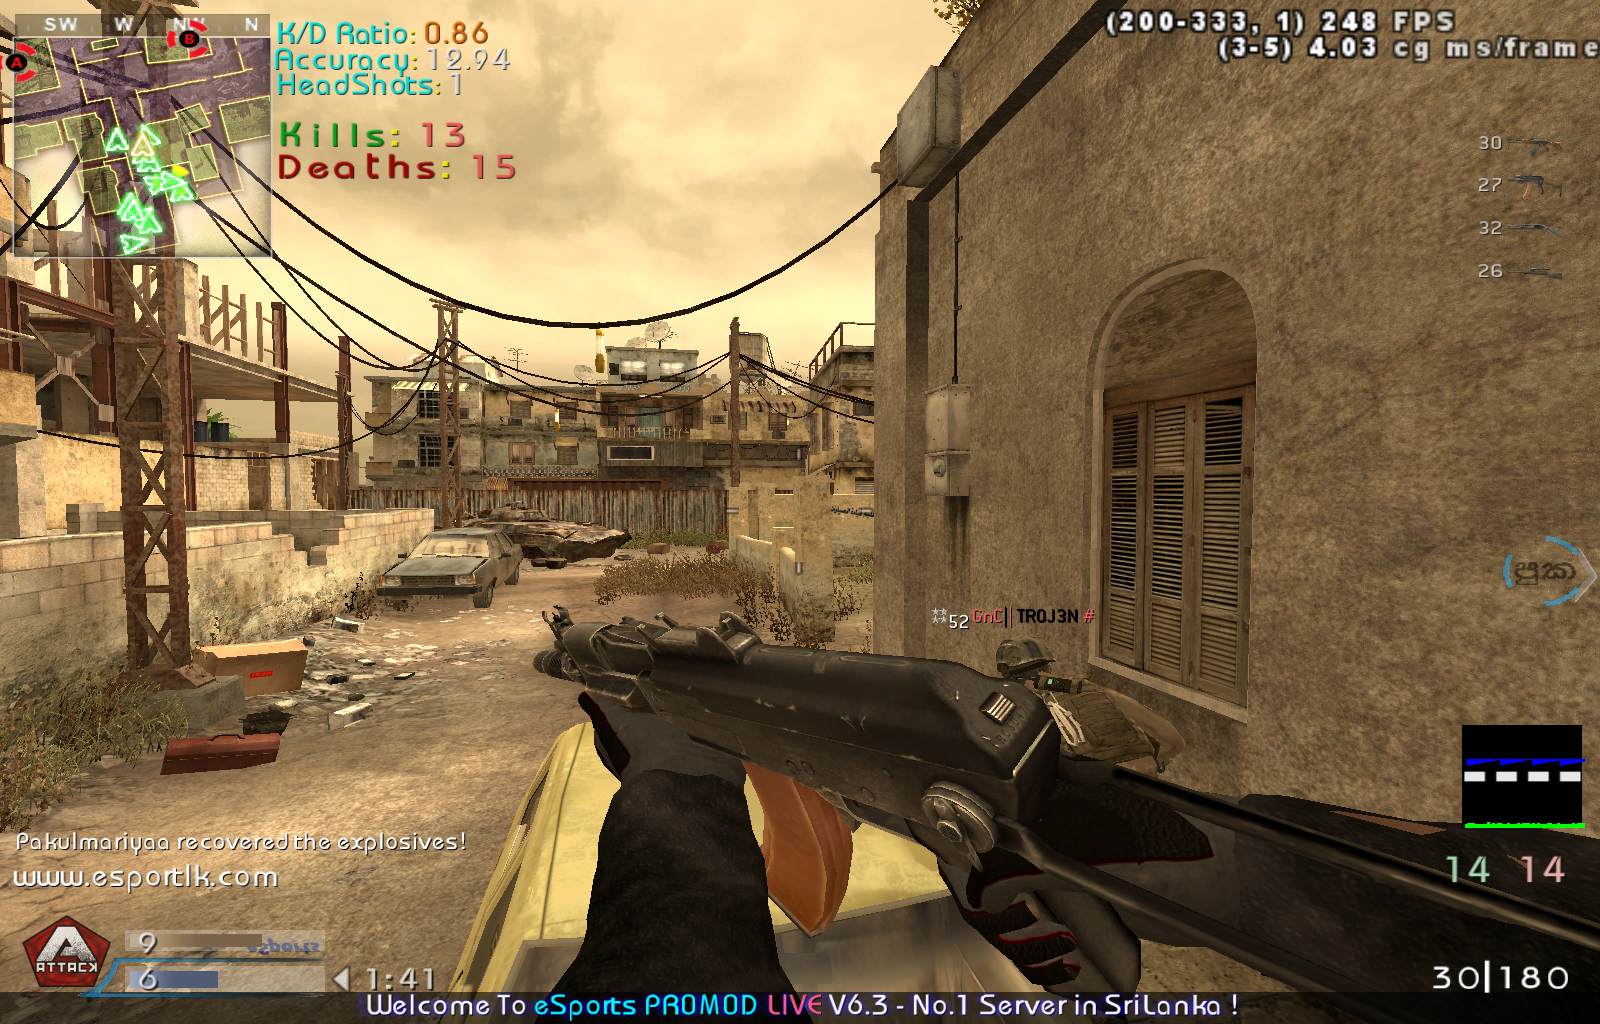 SW W NW N
A
B
K/D Ratio: 0.86
Accuracy: 12.94
HeadShots: 1
Kills: 13
Deaths: 15
(200-333, 1) 248 FPS
(3-5) 4.03 cg ms/frame
30
27
32
26
52 GnC|| TROJ3N #
Pakulmariyaa recovered the explosives!
www.esportlk.com
14 14
A
ATTACK
9
eSports
6
1:41
30|180
Welcome To eSports PROMOD LIVE V6.3 - No.1 Server in SriLanka !